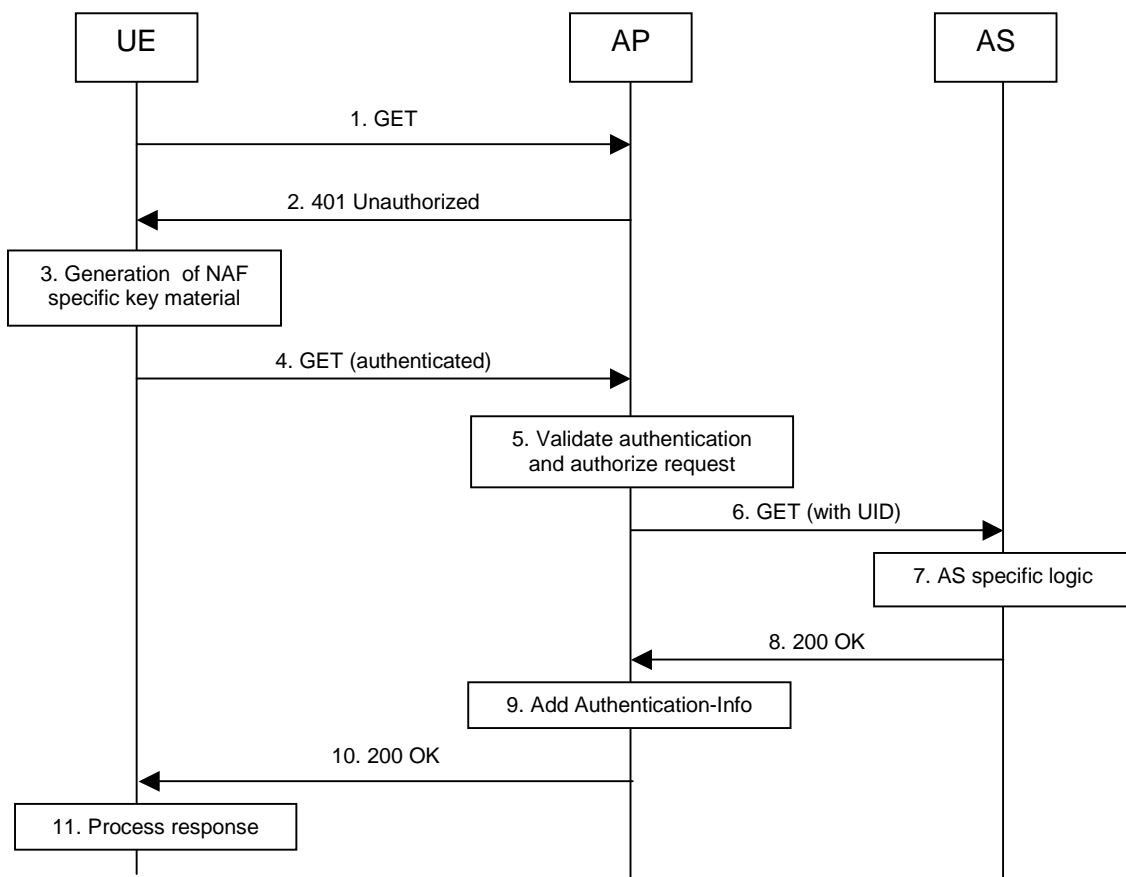 UE
AP
AS
1. GET
2. 401 Unauthorized
3. Generation of NAF
specific key material
4. GET (authenticated)
5. Validate authentication
and authorize request
6. GET (with UID)
7. AS specific logic
8. 200 OK
9. Add Authentication-Info
10. 200 OK
11. Process response